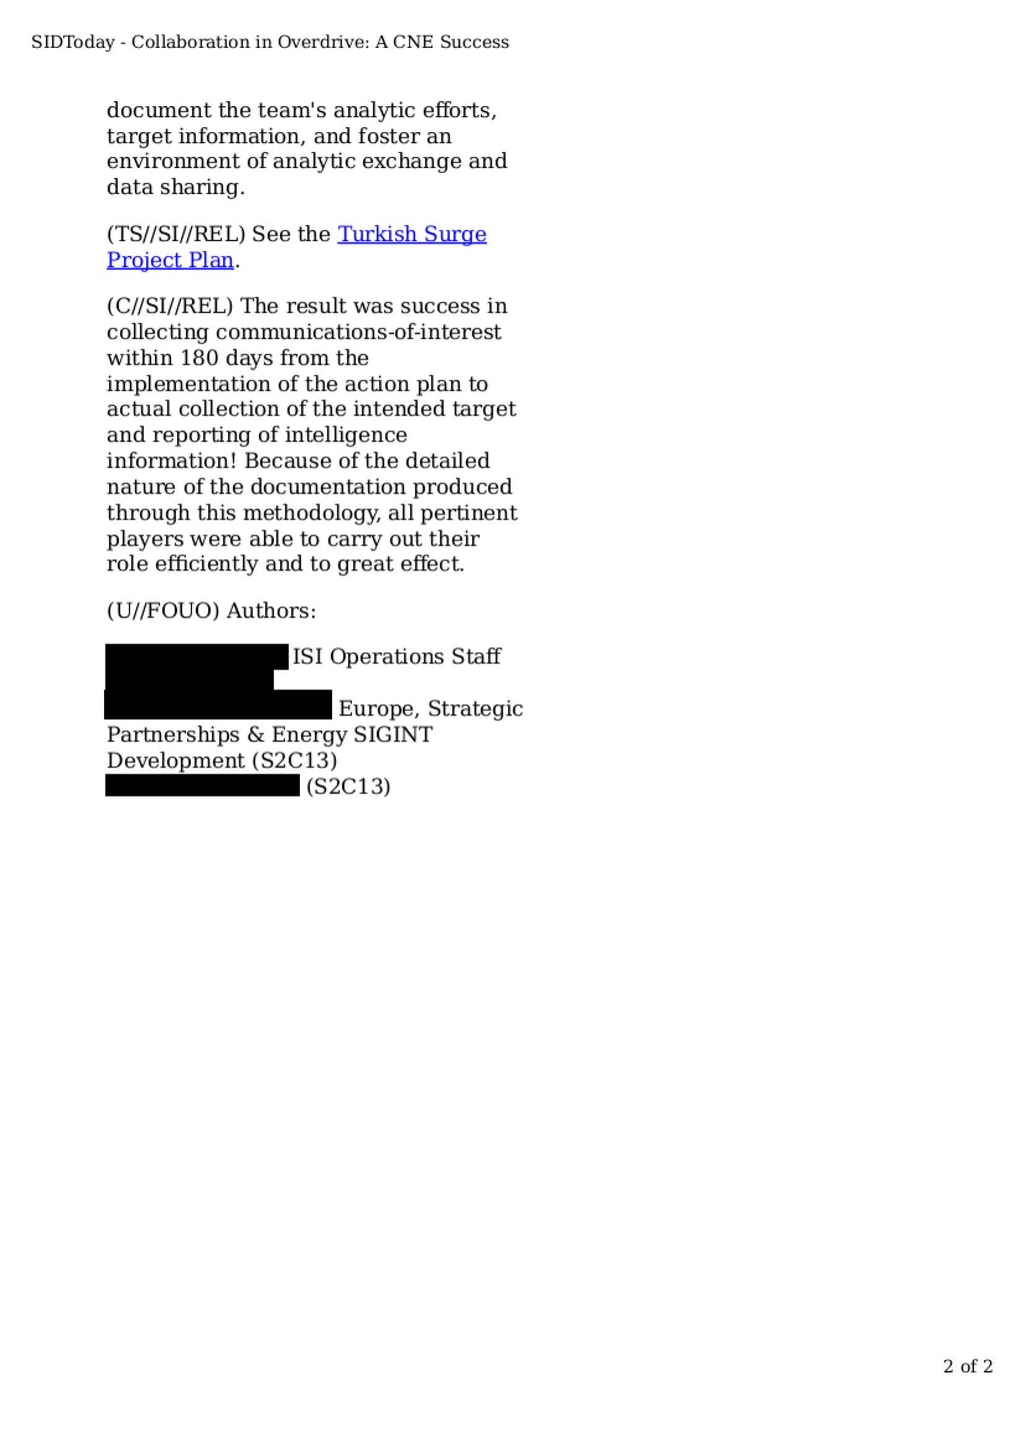 SIDToday - Collaboration in Overdrive: A CNE Success
document the team's analytic efforts,
target information, and foster an
environment of analytic exchange and
data sharing.
(TS//SI//REL) See the Turkish Surge
Project Plan.
(C//SI//REL) The result was success in
collecting communications-of-interest
within 180 days from the
implementation of the action plan to
actual collection of the intended target
and reporting of intelligence
information! Because of the detailed
nature of the documentation produced
through this methodology, all pertinent
players were able to carry out their
role efficiently and to great effect.
(U//FOUO) Authors:
ISI Operations Staff
Europe, Strategic
Partnerships & Energy SIGINT
Development (S2C13)
(S2C13)
2 of 2